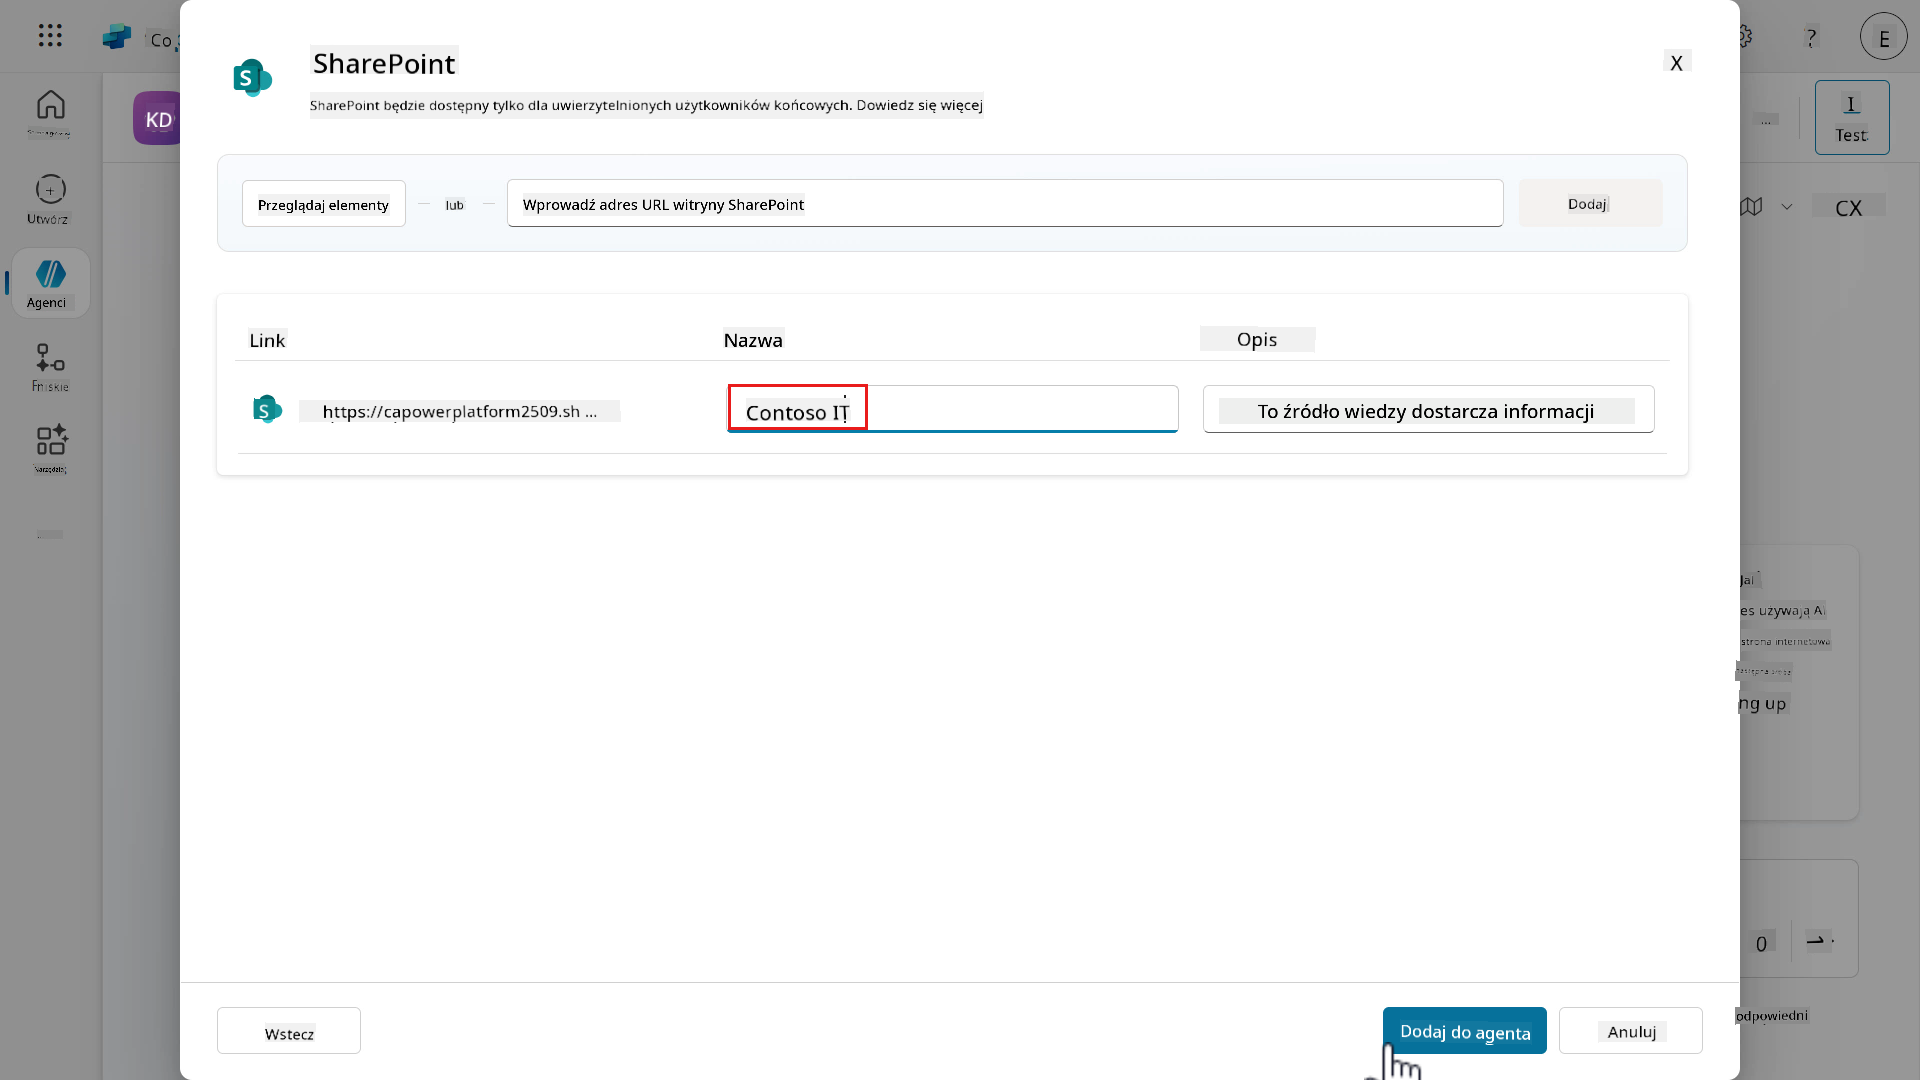 Co
E
Utwórz
Agenci
KD
...
I
Test
CX
SharePoint
X
SharePoint będzie dostępny tylko dla uwierzytelnionych użytkowników końcowych. Dowiedz się więcej
Przeglądaj elementy
lub
Wprowadź adres URL witryny SharePoint
Dodaj
Link
Nazwa
Opis
https://capowerplatform2509.sh ...
Contoso IT
To źródło wiedzy dostarcza informacji
es używają AI
strona internetowa
ng up
0
odpowiedni
Wstecz
Dodaj do agenta
Anuluj